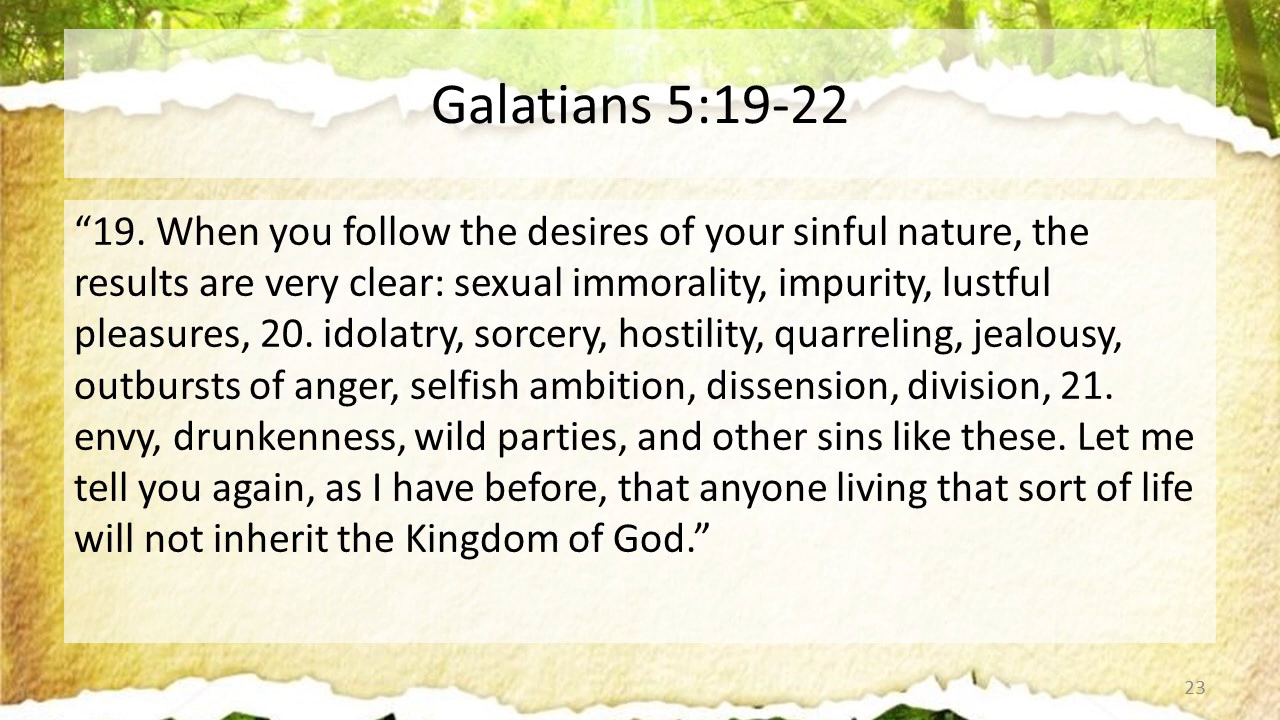 Galatians 5:19-22
“19. When you follow the desires of your sinful nature, the
results are very clear: sexual immorality, impurity, lustful
pleasures, 20. idolatry, sorcery, hostility, quarreling, jealousy,
outbursts of anger, selfish ambition, dissension, division, 21.
envy, drunkenness, wild parties, and other sins like these. Let me
tell you again, as I have before, that anyone living that sort of life
will not inherit the Kingdom of God.”
23